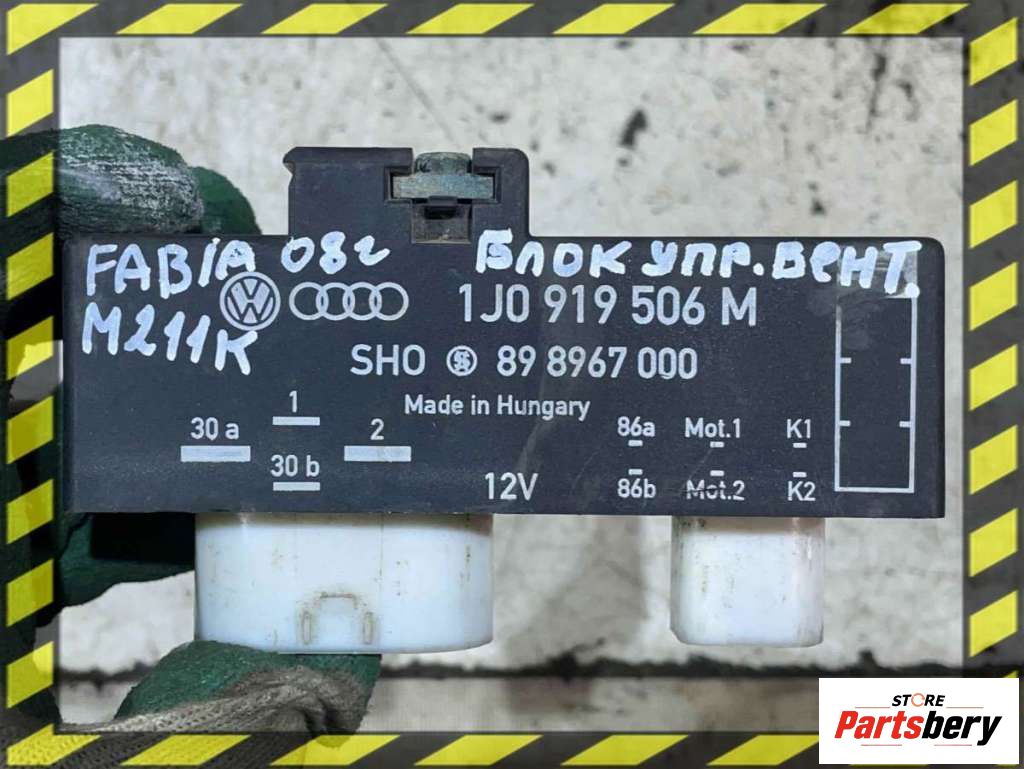 FABIA 08г БЛОК УПР. ВЕНТ.
M211K
1J0 919 506 M
SHO S 89 8967 000
Made in Hungary
30 a 1 2 86a Mot.1 K1
30 b 12V 86b Mot.2 K2
STORE
Partsbery